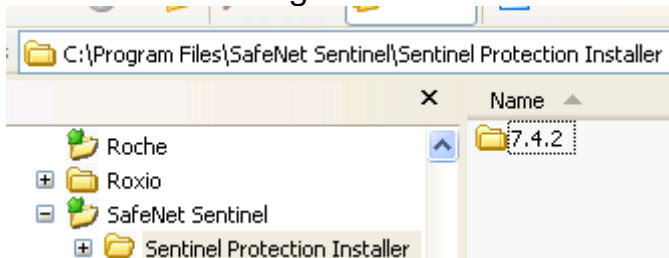 C:\Program Files\SafeNet Sentinel\Sentinel Protection Installer
Name
Roche
Roxio
SafeNet Sentinel
Sentinel Protection Installer
7.4.2